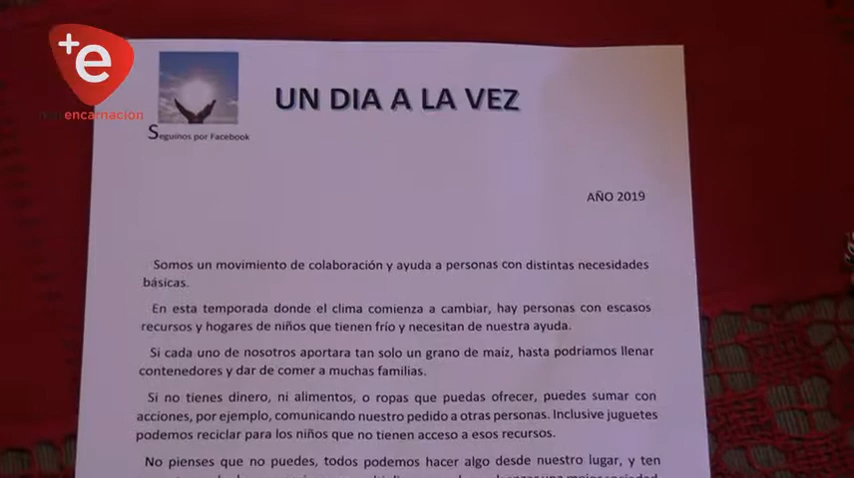 +e
encarnación
UN DIA A LA VEZ
Seguinos por Facebook
AÑO 2019
Somos un movimiento de colaboración y ayuda a personas con distintas necesidades
básicas.
En esta temporada donde el clima comienza a cambiar, hay personas con escasos
recursos y hogares de niños que tienen frío y necesitan de nuestra ayuda.
Si cada uno de nosotros aportara tan solo un grano de maíz, hasta podríamos llenar
contenedores y dar de comer a muchas familias.
Si no tienes dinero, ni alimentos, o ropas que puedas ofrecer, puedes sumar con
acciones, por ejemplo, comunicando nuestro pedido a otras personas. Inclusive juguetes
podemos reciclar para los niños que no tienen acceso a esos recursos.
No pienses que no puedes, todos podemos hacer algo desde nuestro lugar, y ten